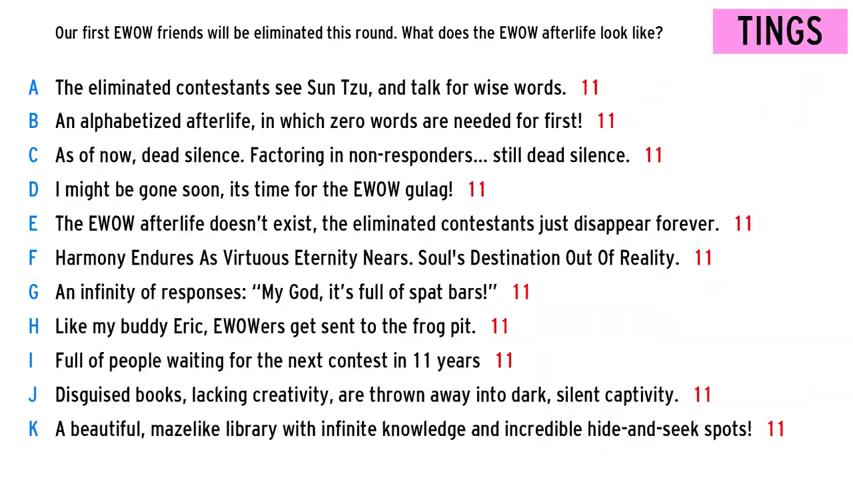 Our first EWOW friends will be eliminated this round. What does the EWOW afterlife look like?
TINGS
A The eliminated contestants see Sun Tzu, and talk for wise words. 11
B An alphabetized afterlife, in which zero words are needed for first! 11
C As of now, dead silence. Factoring in non-responders... still dead silence. 11
D I might be gone soon, its time for the EWOW gulag! 11
E The EWOW afterlife doesn't exist, the eliminated contestants just disappear forever. 11
F Harmony Endures As Virtuous Eternity Nears. Soul's Destination Out Of Reality. 11
G An infinity of responses: “My God, it's full of spat bars!” 11
H Like my buddy Eric, EWOWers get sent to the frog pit. 11
I Full of people waiting for the next contest in 11 years 11
J Disguised books, lacking creativity, are thrown away into dark, silent captivity. 11
K A beautiful, mazelike library with infinite knowledge and incredible hide-and-seek spots! 11